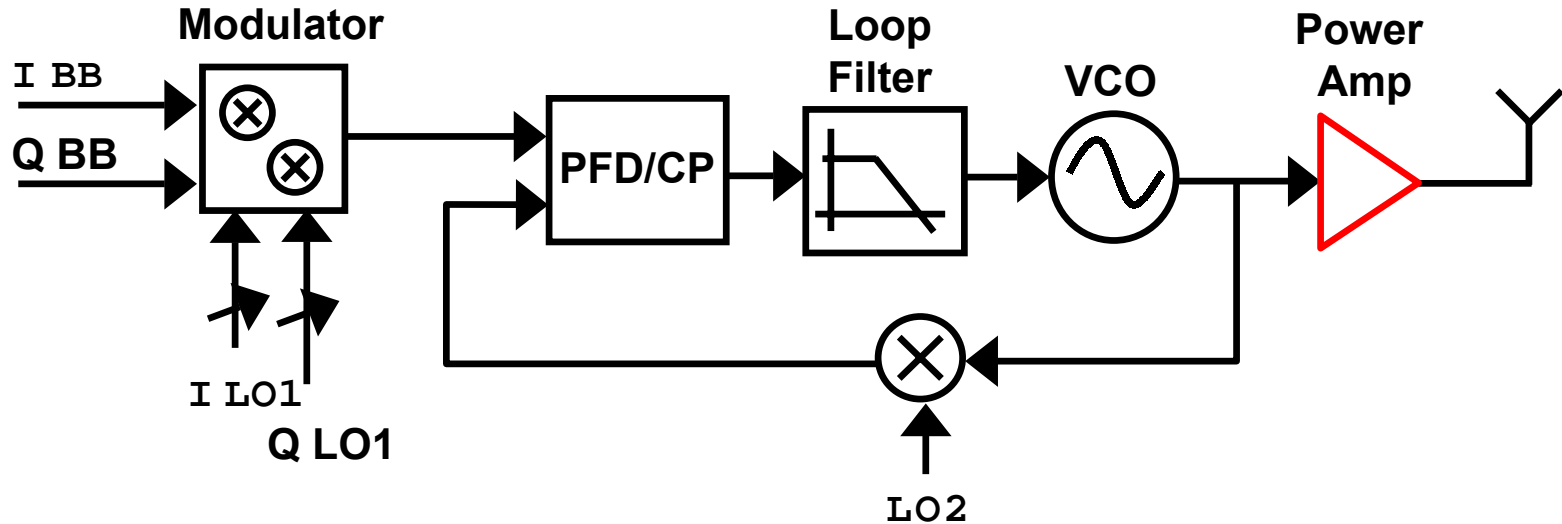 Modulator
I BB
Q BB
I LO1
Q LO1
PFD/CP
Loop
Filter
VCO
Power
Amp
LO2